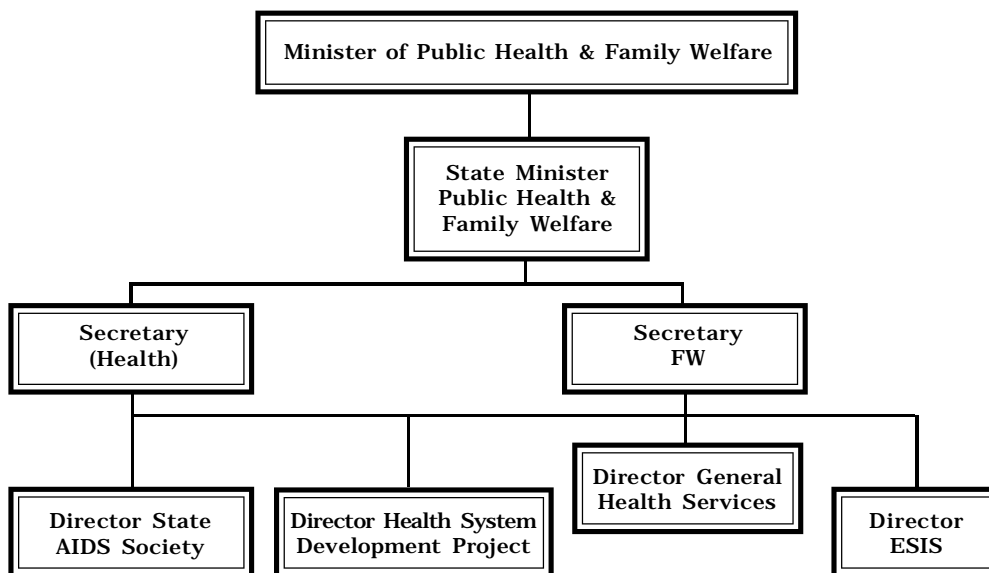 Minister of Public Health & Family Welfare
State Minister
Public Health &
Family Welfare
Secretary
(Health)
Secretary
FW
Director State
AIDS Society
Director Health System
Development Project
Director General
Health Services
Director
ESIS